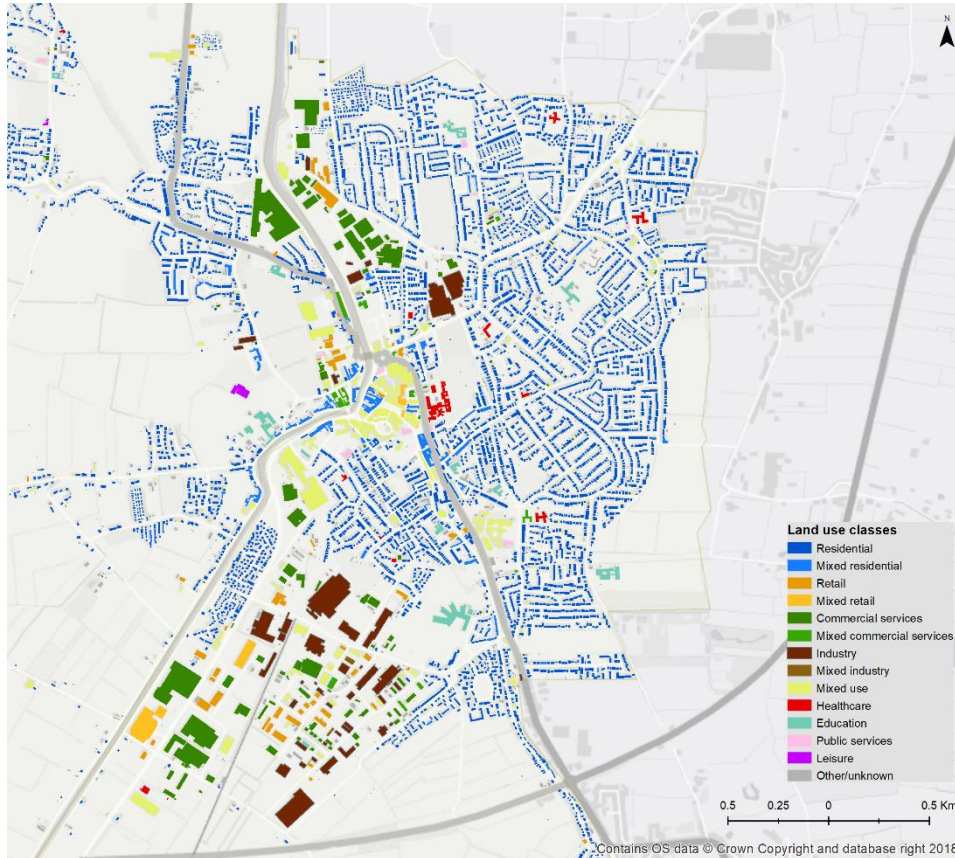 N
Land use classes
Residential
Mixed residential
Retail
Mixed retail
Commercial services
Mixed commercial services
Industry
Mixed industry
Mixed use
Healthcare
Education
Public services
Leisure
Other/unknown
0.5 0.25 0 0.5 Km
Contains OS data © Crown Copyright and database right 2018